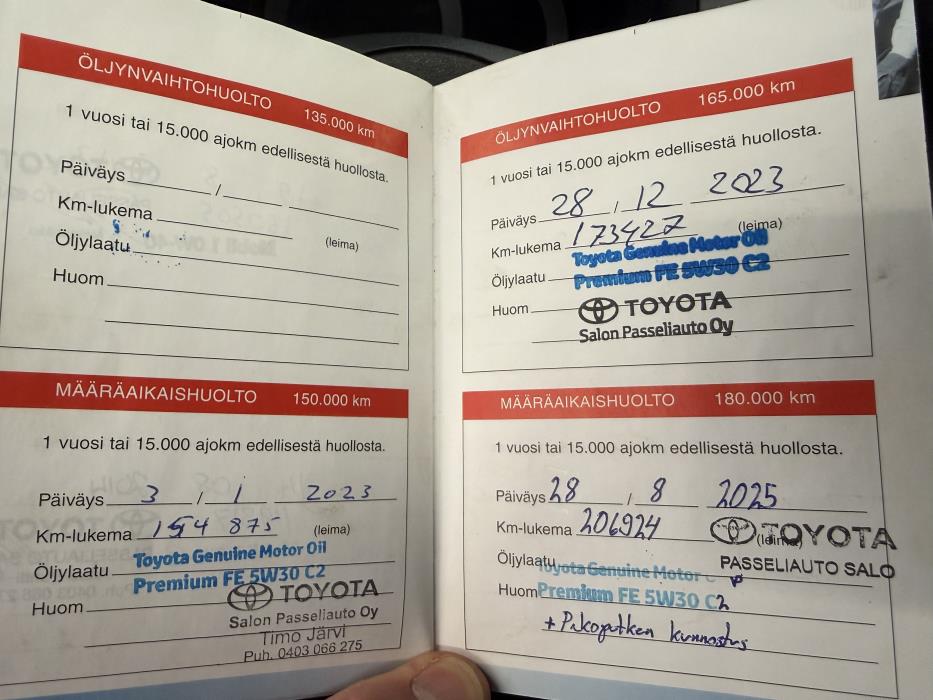 ÖLJYNVAIHTOHUOLTO 135.000 km
1 vuosi tai 15.000 ajokm edellisestä huollosta.
Päiväys /
Km-lukema
(leima)
Öljylaatu
Huom
MÄÄRÄAIKAISHUOLTO 150.000 km
1 vuosi tai 15.000 ajokm edellisestä huollosta.
Päiväys 3 / 1 2023
Km-lukema 154 875 (leima)
Öljylaatu Toyota Genuine Motor Oil
Premium FE 5W30 C2
Huom TOYOTA
Salon Passeliauto Oy
Timo Järvi
Puh. 0403 066 275
ÖLJYNVAIHTOHUOLTO 165.000 km
1 vuosi tai 15.000 ajokm edellisestä huollosta.
Päiväys 28 / 12 2023
Km-lukema 173427 (leima)
Toyota Genuine Motor Oil
Öljylaatu Premium FE 5W30 C2
Huom TOYOTA
Salon Passeliauto Oy
MÄÄRÄAIKAISHUOLTO 180.000 km
1 vuosi tai 15.000 ajokm edellisestä huollosta.
Päiväys 28 / 8 2025
Km-lukema 206924 (leima) TOYOTA
PASSELIAUTO SALO
Öljylaatu Toyota Genuine Motor
Huom Premium FE 5W30 C2
+ Pakoputken kunnostus